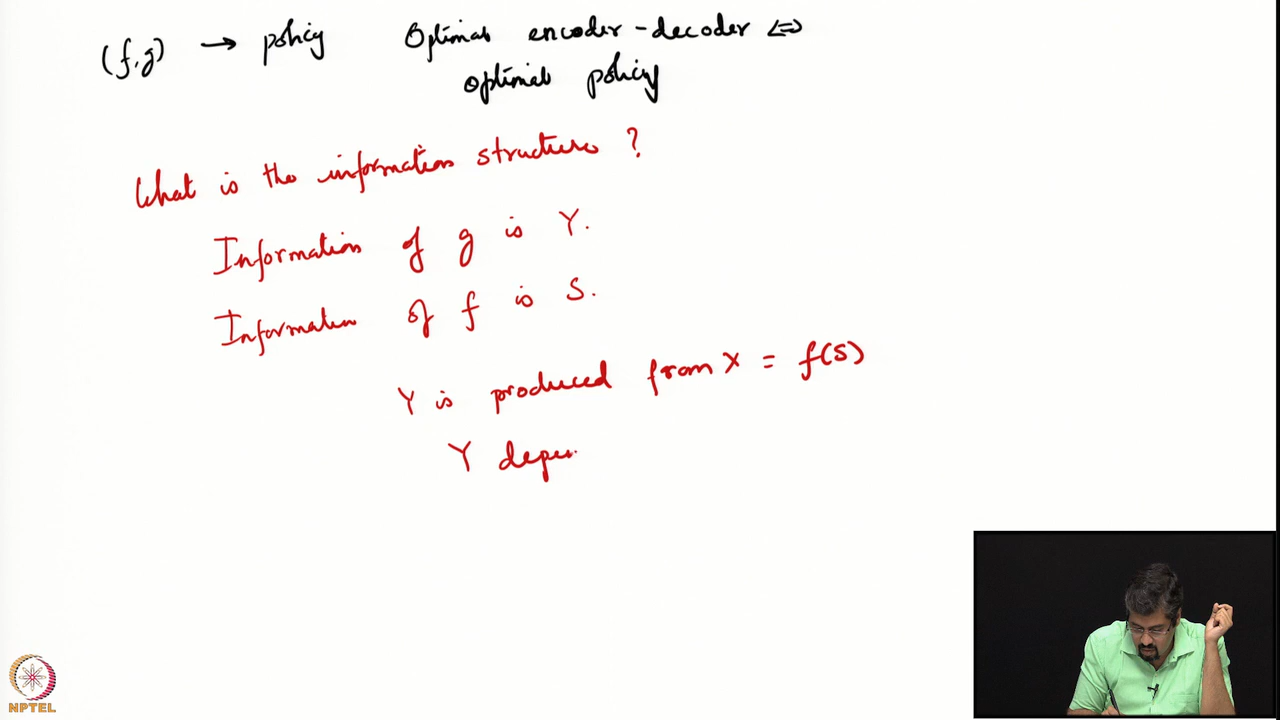 (f,g) → policy Optimal encoder-decoder ⇔
optimal policy
What is the information structure ?
Information of g is Y.
Information of f is S.
Y is produced from X = f(S)
Y depe
NPTEL